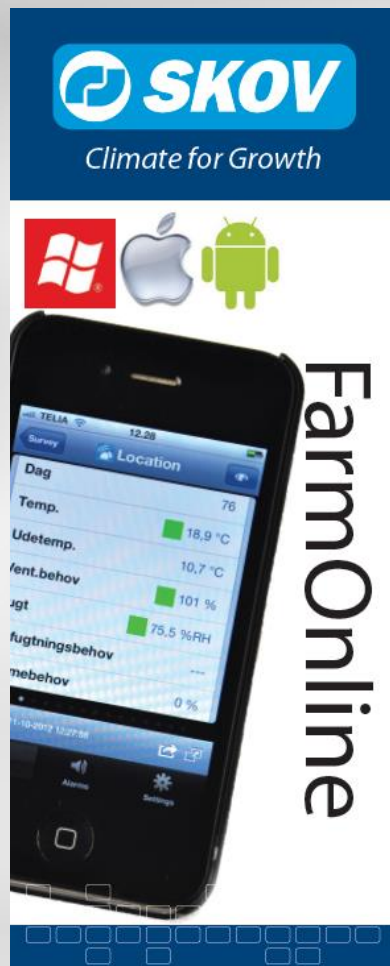 SKOV
Climate for Growth
FarmOnline
TELIA
12.28
Survey
Location
Dag 76
Temp. 18,9 °C
Udetemp. 10,7 °C
Vent.behov 101 %
75,5 %RH
0 %
Alarms
Settings